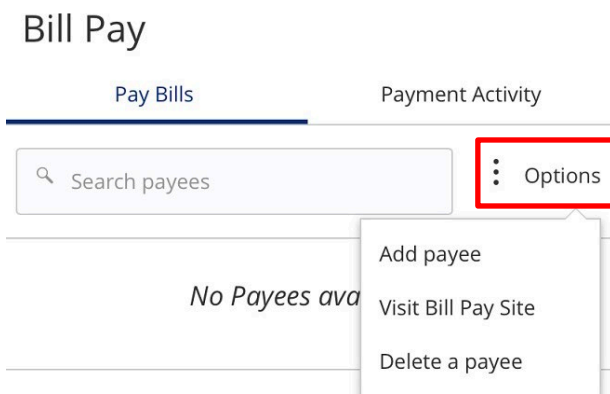 Bill Pay
Pay Bills
Payment Activity
Search payees
Options
Add payee
No Payees
Visit Bill Pay Site
Delete a payee